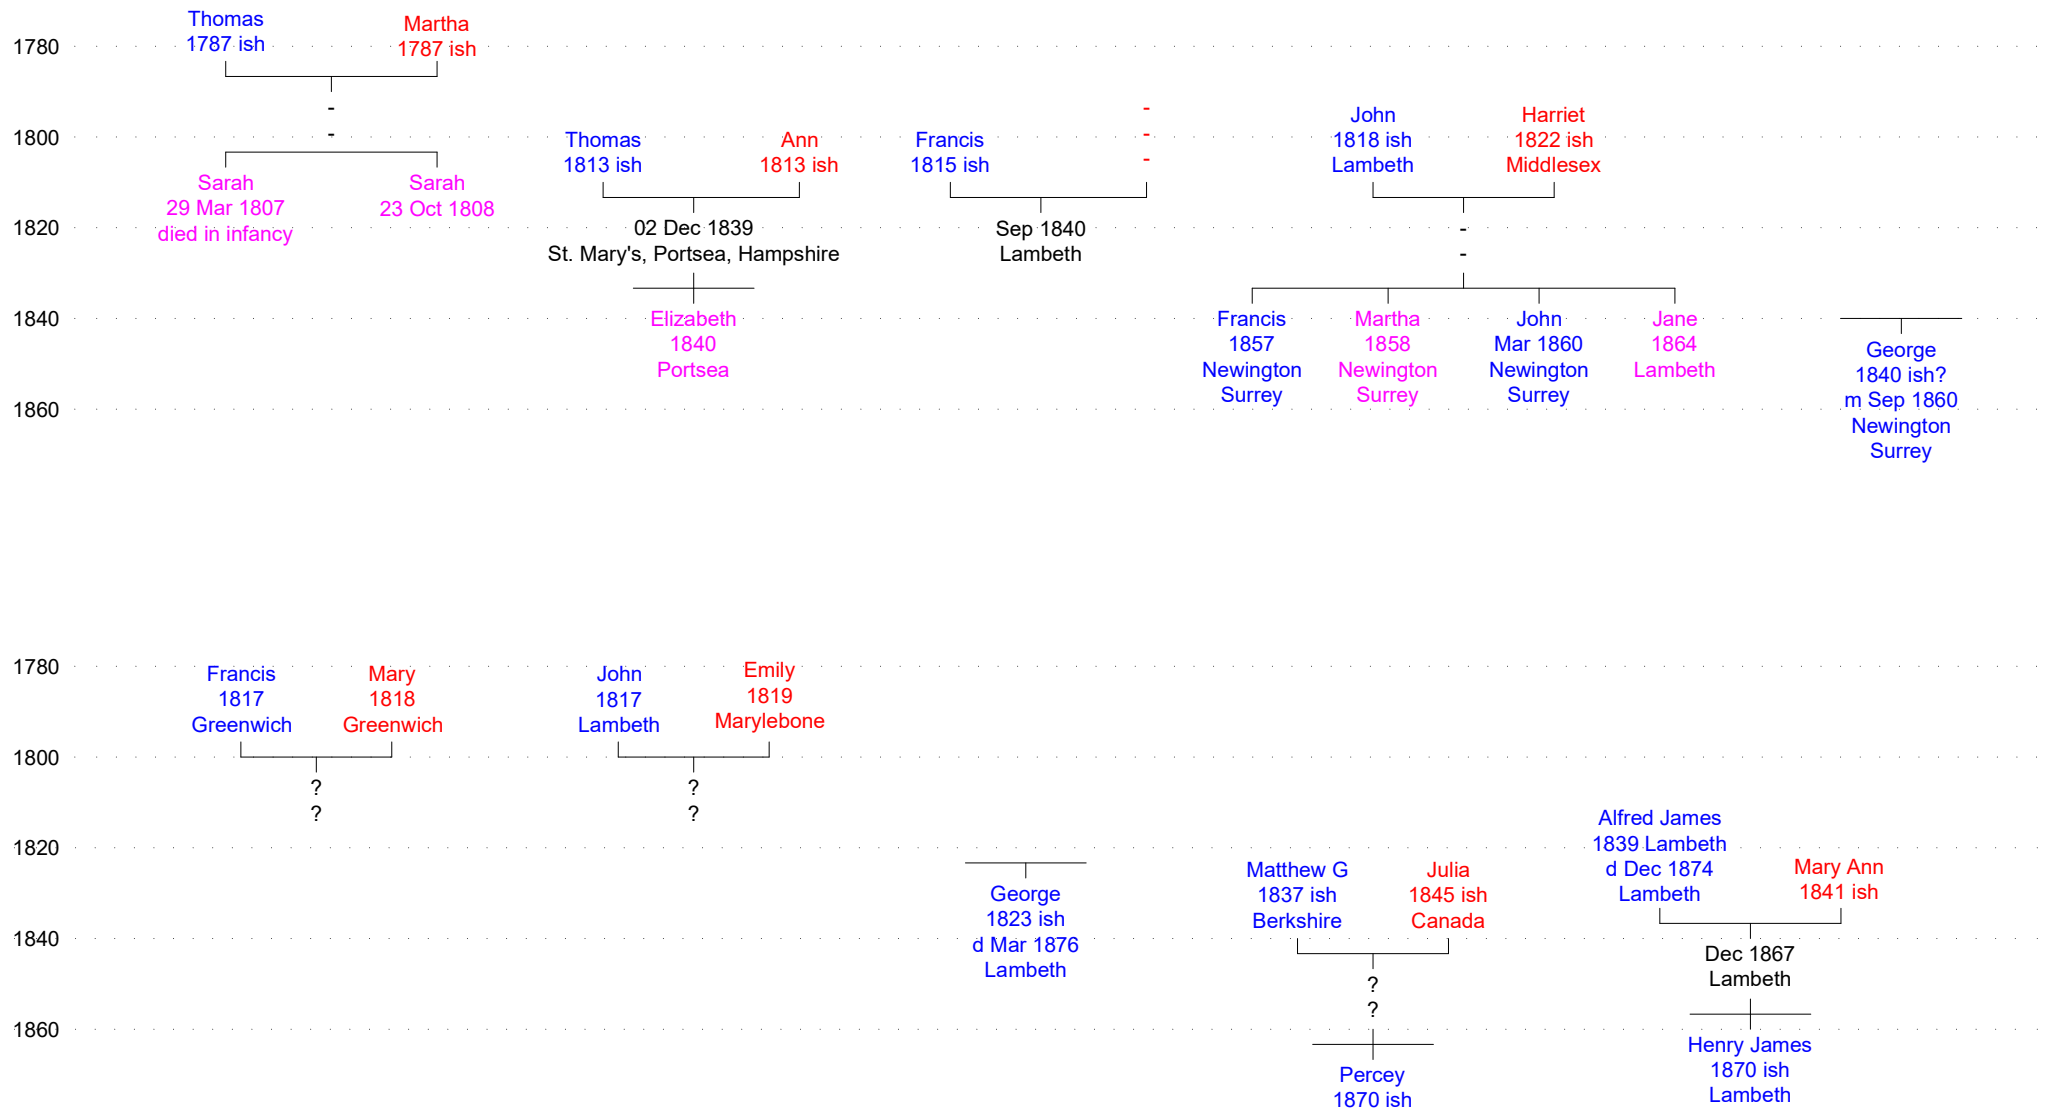 1780
1800
1820
1840
1860
Thomas
1787 ish
Martha
1787 ish
-
-
Sarah
29 Mar 1807
died in infancy
Sarah
23 Oct 1808
Thomas
1813 ish
Ann
1813 ish
02 Dec 1839
St. Mary's, Portsea, Hampshire
Elizabeth
1840
Portsea
Francis
1815 ish
-
-
-
Sep 1840
Lambeth
John
1818 ish
Lambeth
Harriet
1822 ish
Middlesex
-
-
Francis
1857
Newington
Surrey
Martha
1858
Newington
Surrey
John
Mar 1860
Newington
Surrey
Jane
1864
Lambeth
George
1840 ish?
m Sep 1860
Newington
Surrey
1780
1800
1820
1840
1860
Francis
1817
Greenwich
Mary
1818
Greenwich
?
?
John
1817
Lambeth
Emily
1819
Marylebone
?
?
George
1823 ish
d Mar 1876
Lambeth
Matthew G
1837 ish
Berkshire
Julia
1845 ish
Canada
?
?
Percey
1870 ish
Alfred James
1839 Lambeth
d Dec 1874
Lambeth
Mary Ann
1841 ish
Dec 1867
Lambeth
Henry James
1870 ish
Lambeth